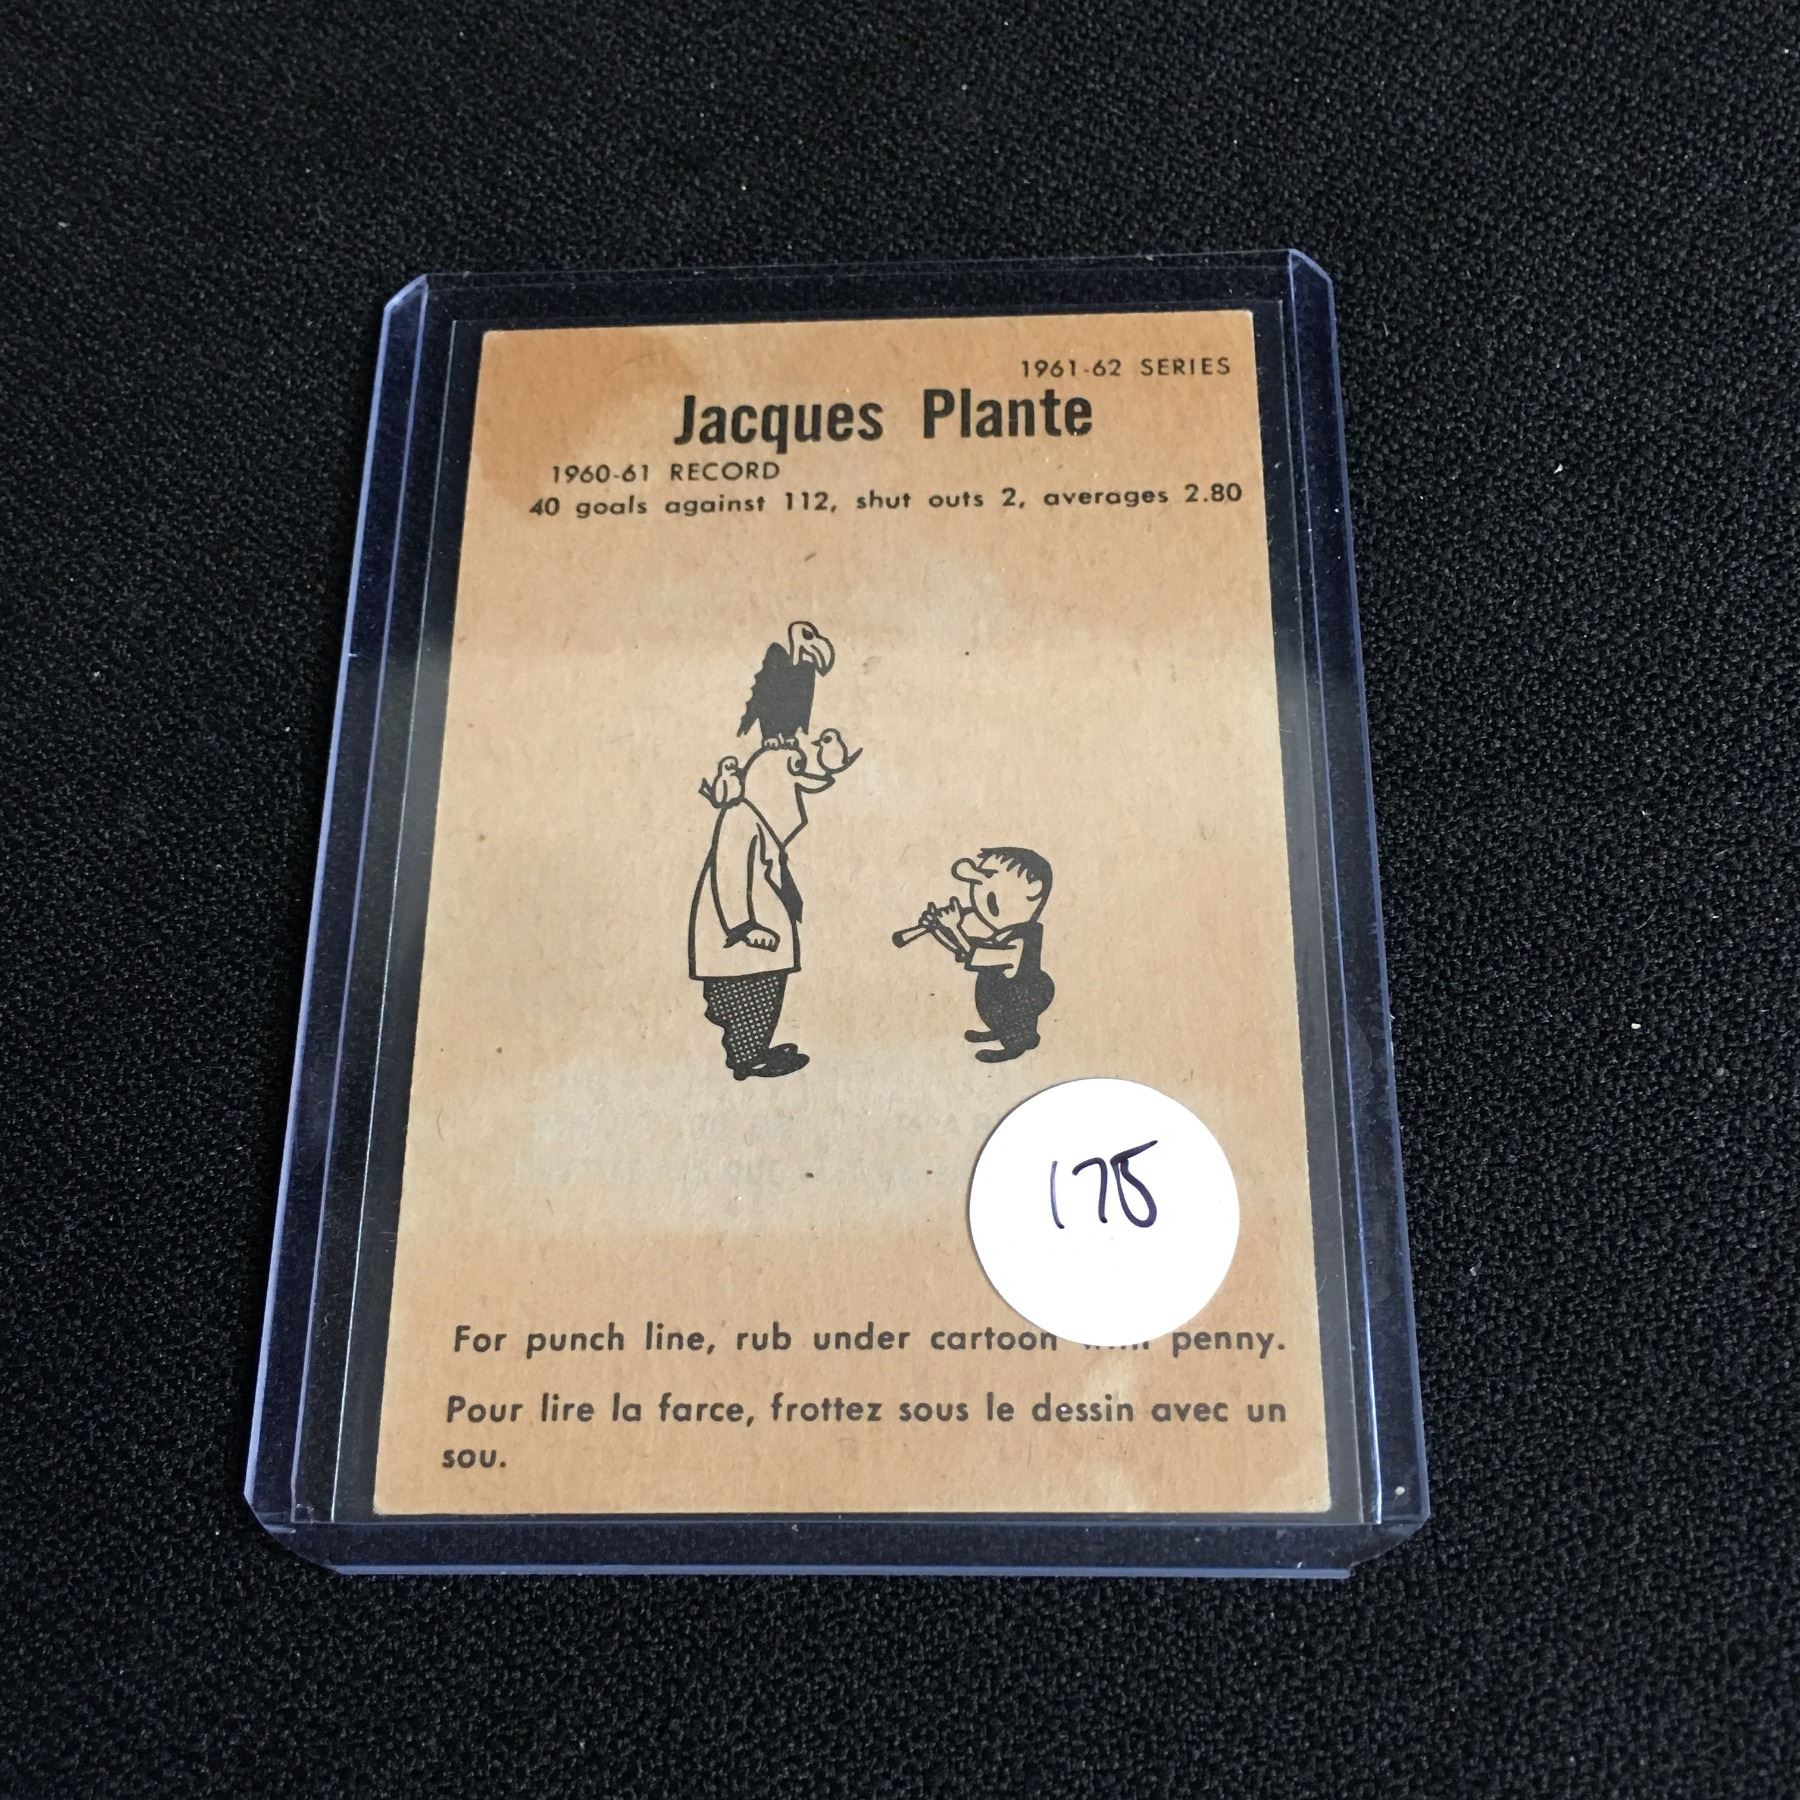 1961-62 SERIES
Jacques Plante
1960-61 RECORD
40 goals against 112, shut outs 2, averages 2.80
For punch line, rub under cartoon penny.
Pour lire la farce, frottez sous le dessin avec un
sou.